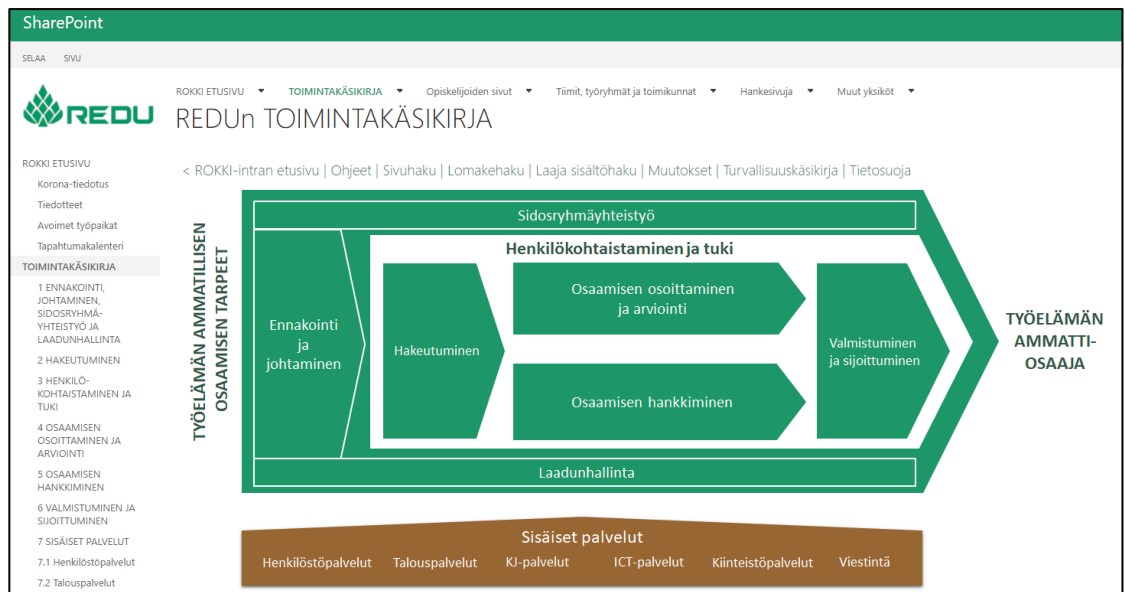 SharePoint
SELAA SIVU
REDU
ROKKI ETUSIVU TOIMINTAKÄSIKIRJA Opiskelijoiden sivut Tiimit, työryhmät ja toimikunnat Hankesivuja Muut yksiköt
REDUn TOIMINTAKÄSIKIRJA
ROKKI ETUSIVU
Korona-tiedotus
Tiedotteet
Avoimet työpaikat
Tapahtumakalenteri
TOIMINTAKÄSIKIRJA
1 ENNAKOINTI,
JOHTAMINEN,
SIDOSRYHMÄ-
YHTEISTYÖ JA
LAADUNHALLINTA
2 HAKEUTUMINEN
3 HENKILÖ-
KOHTAISTAMINEN JA
TUKI
4 OSAAMISEN
OSOITTAMINEN JA
ARVIOINTI
5 OSAAMISEN
HANKKIMINEN
6 VALMISTUMINEN JA
SIJOITTUMINEN
7 SISÄISET PALVELUT
7.1 Henkilöstöpalvelut
7.2 Talouspalvelut
< ROKKI-intran etusivu | Ohjeet | Sivuhaku | Lomakehaku | Laaja sisältöhaku | Muutokset | Turvallisuuskäsikirja | Tietosuoja
TYÖELÄMÄN AMMATILLISEN
OSAAMISEN TARPEET
Sidosryhmäyhteistyö
Ennakointi
ja
johtaminen
Henkilökohtaistaminen ja tuki
Hakeutuminen
Osaamisen osoittaminen
ja arviointi
Osaamisen hankkiminen
Valmistuminen
ja sijoittuminen
Laadunhallinta
TYÖELÄMÄN
AMMATTI-
OSAAJA
Sisäiset palvelut
Henkilöstöpalvelut Talouspalvelut KJ-palvelut ICT-palvelut Kiinteistöpalvelut Viestintä